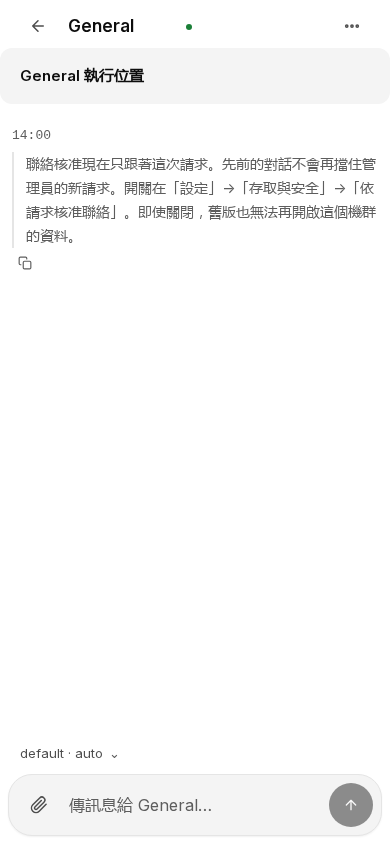 General
General 執行位置
14:00
聯絡核准現在只跟著這次請求。先前的對話不會再擋住管
理員的新請求。開關在「設定」→「存取與安全」→「依
請求核准聯絡」。即使關閉，舊版也無法再開啟這個機群
的資料。
default · auto
傳訊息給 General…